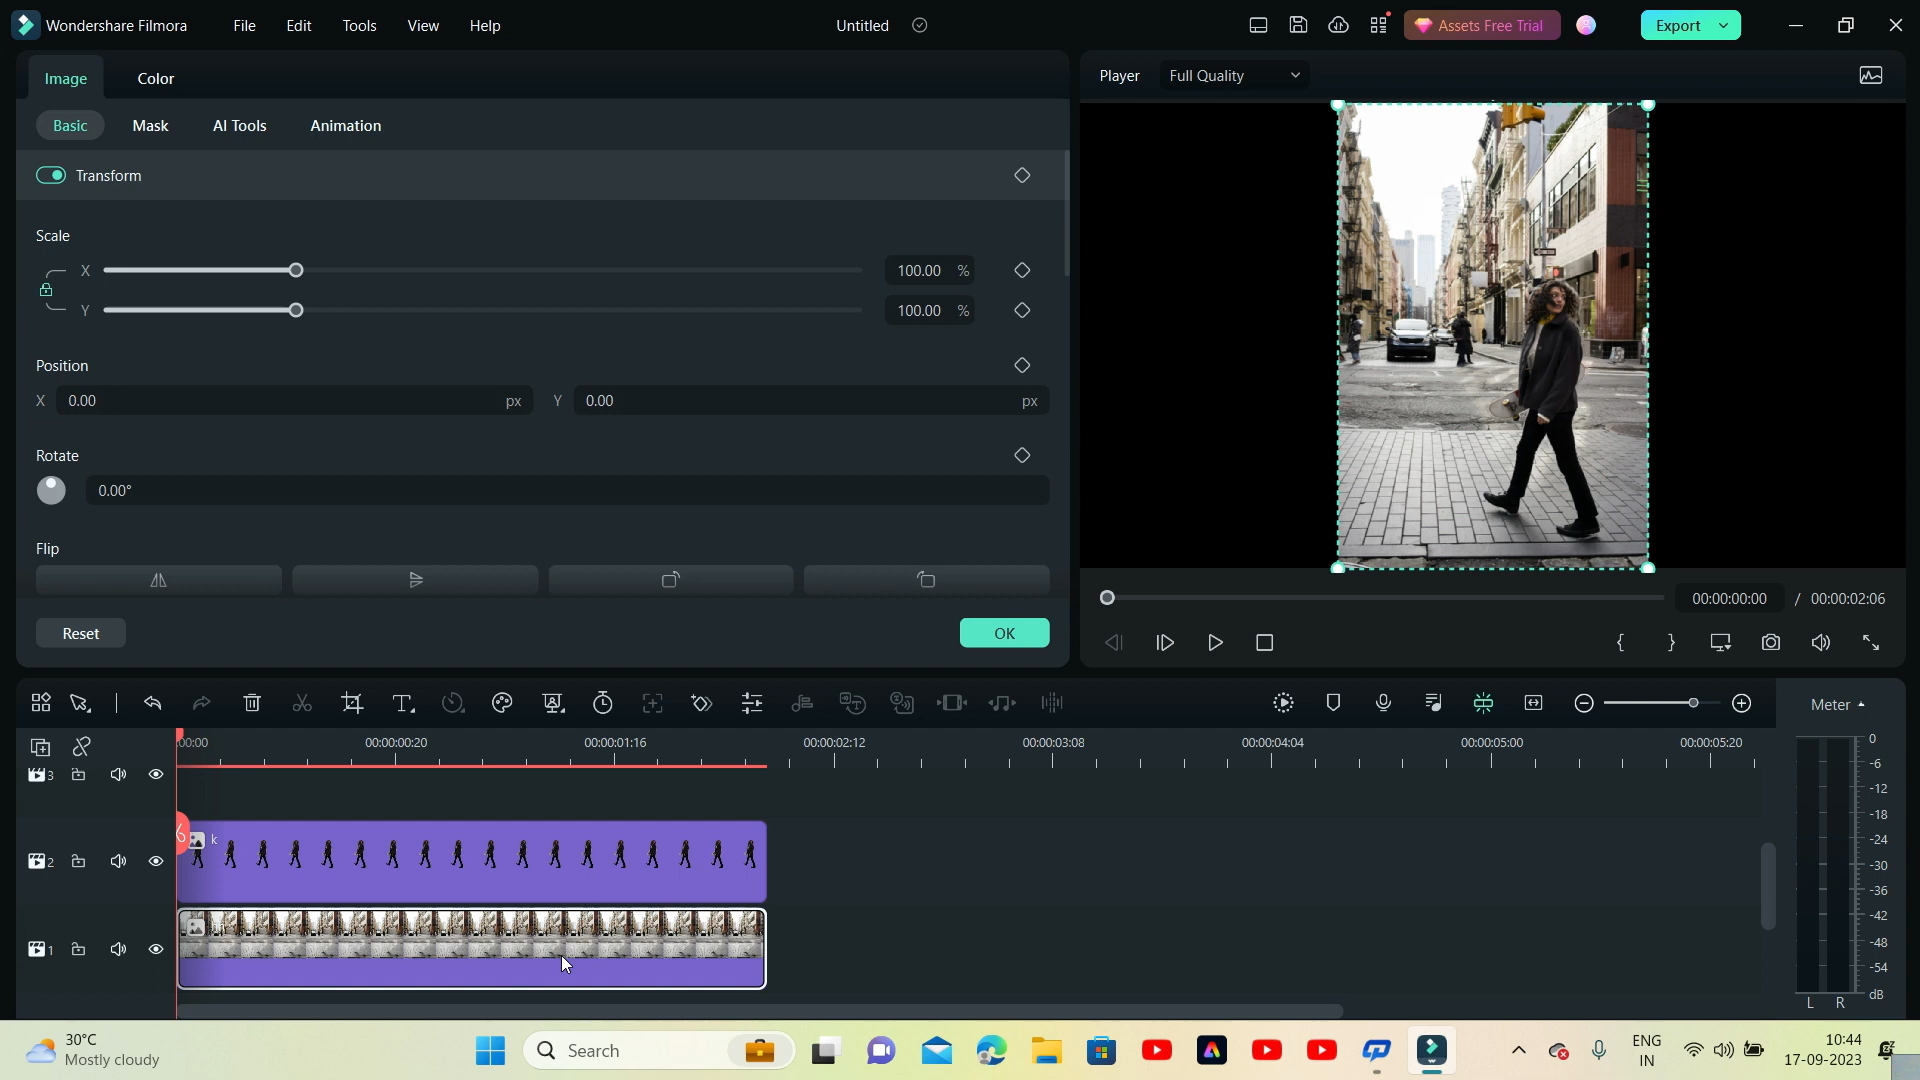 Wondershare Filmora File Edit Tools View Help Untitled Assets Free Trial Export
Image Color
Player Full Quality
Basic Mask AI Tools Animation
Transform
Scale
X 100.00 %
Y 100.00 %
Position
X 0.00 px Y 0.00 px
Rotate
0.00°
Flip
00:00:00:00 / 00:00:02:06
Reset OK
Meter
:00:00 00:00:00:20 00:00:01:16 00:00:02:12 00:00:03:08 00:00:04:04 00:00:05:00 00:00:05:20
3
2 k
1
0
-6
-12
-18
-24
-30
-36
-42
-48
-54
dB
L R
30°C
Mostly cloudy
Search
ENG
IN
10:44
17-09-2023